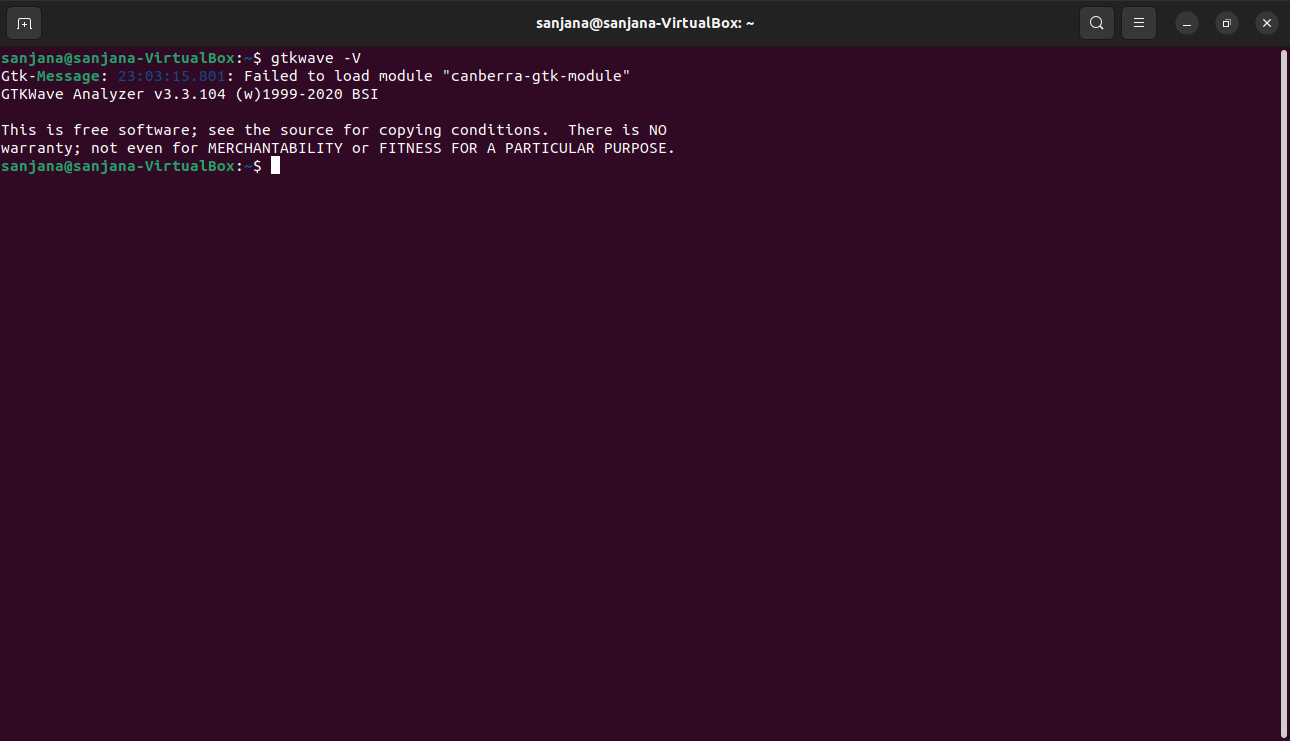 sanjana@sanjana-VirtualBox: ~
sanjana@sanjana-VirtualBox:~$ gtkwave -V
Gtk-Message: 23:03:15.801: Failed to load module "canberra-gtk-module"
GTKWave Analyzer v3.3.104 (w)1999-2020 BSI
This is free software; see the source for copying conditions.  There is NO
warranty; not even for MERCHANTABILITY or FITNESS FOR A PARTICULAR PURPOSE.
sanjana@sanjana-VirtualBox:~$